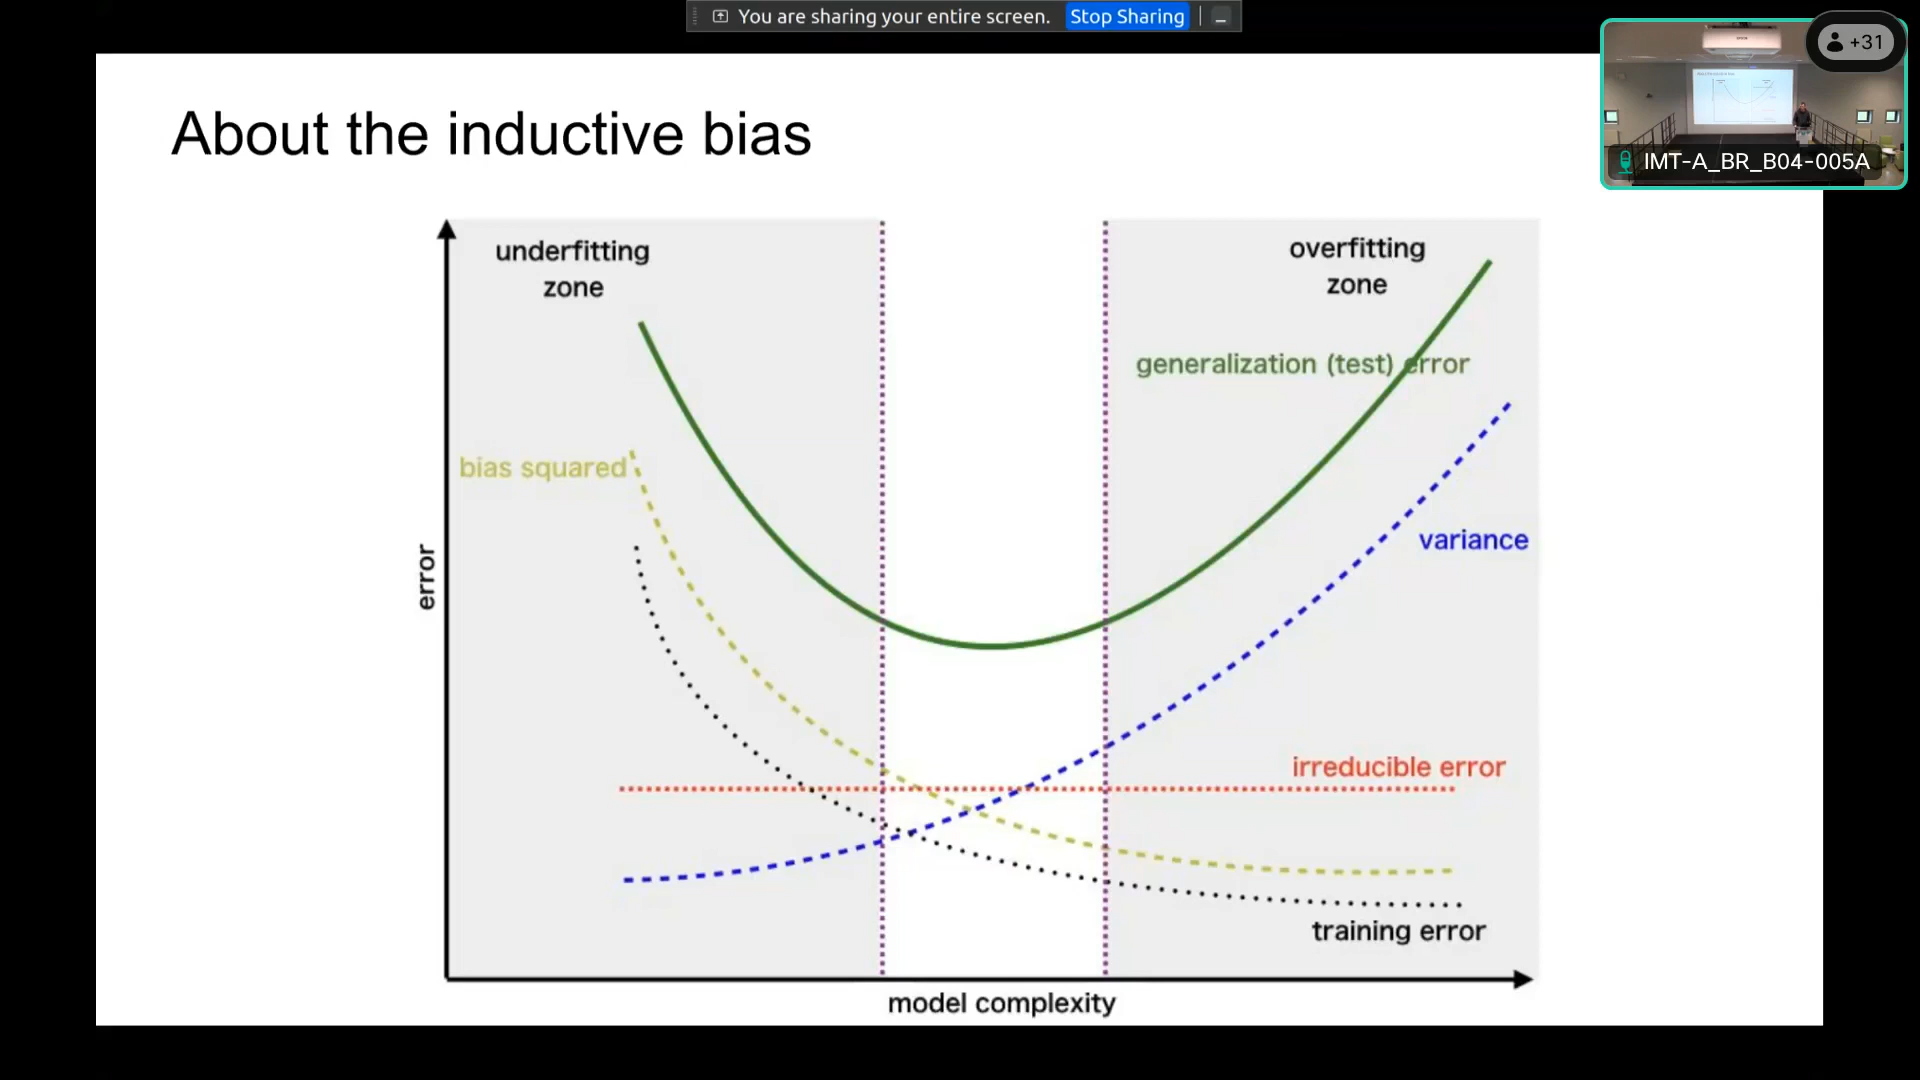 You are sharing your entire screen.
Stop Sharing
+31
IMT-A_BR_B04-005A
About the inductive bias
underfitting
zone
overfitting
zone
generalization (test) error
bias squared
variance
error
irreducible error
training error
model complexity